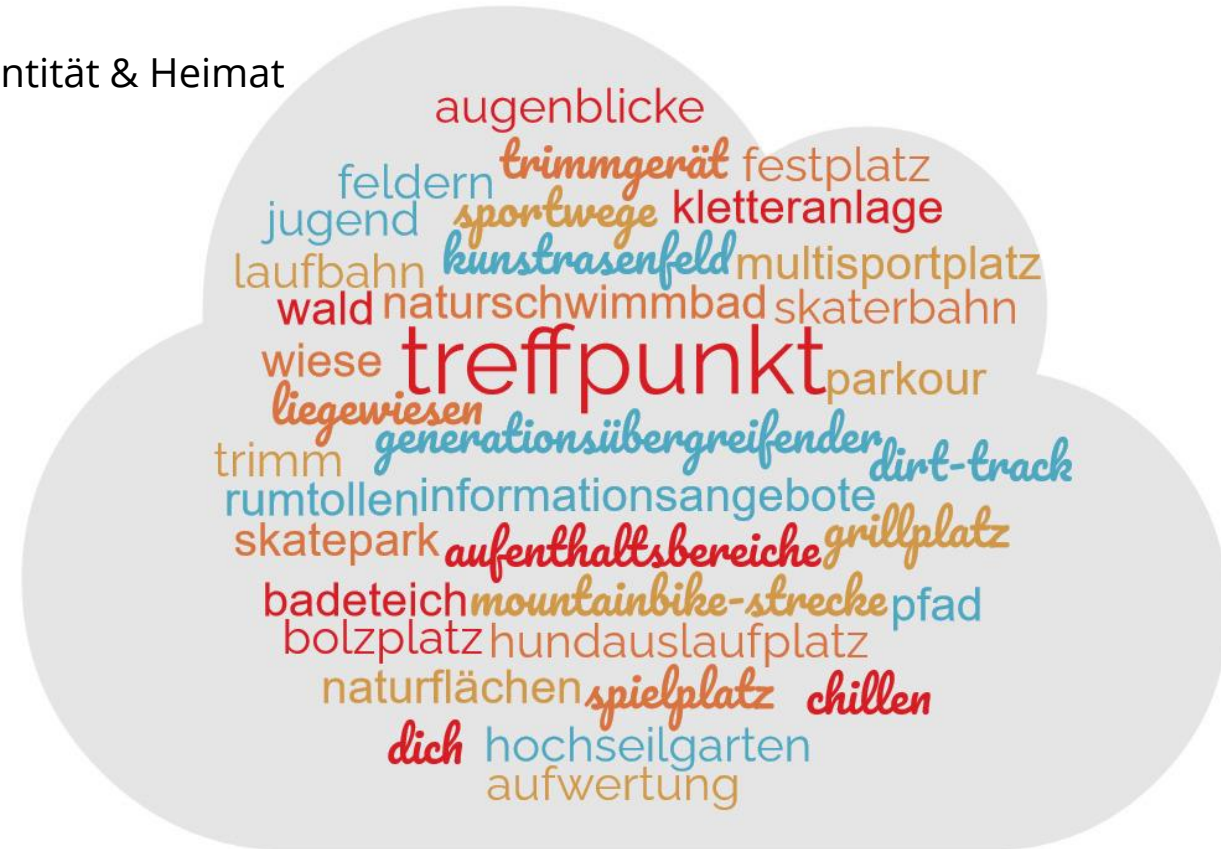 ntität & Heimat
augenblicke
trimmgerät festplatz
feldern
jugend sportwege kletteranlage
laufbahn kunstrasenfeld multisportplatz
wald naturschwimmbad skaterbahn
wiese treffpunkt parkour
liegewiesen
generationsübergreifender
trimm dirt-track
rumtollen informationsangebote
skatepark aufenthaltsbereiche grillplatz
badeteich mountainbike-strecke pfad
bolzplatz hundauslaufplatz
naturflächen spielplatz chillen
dich hochseilgarten
aufwertung